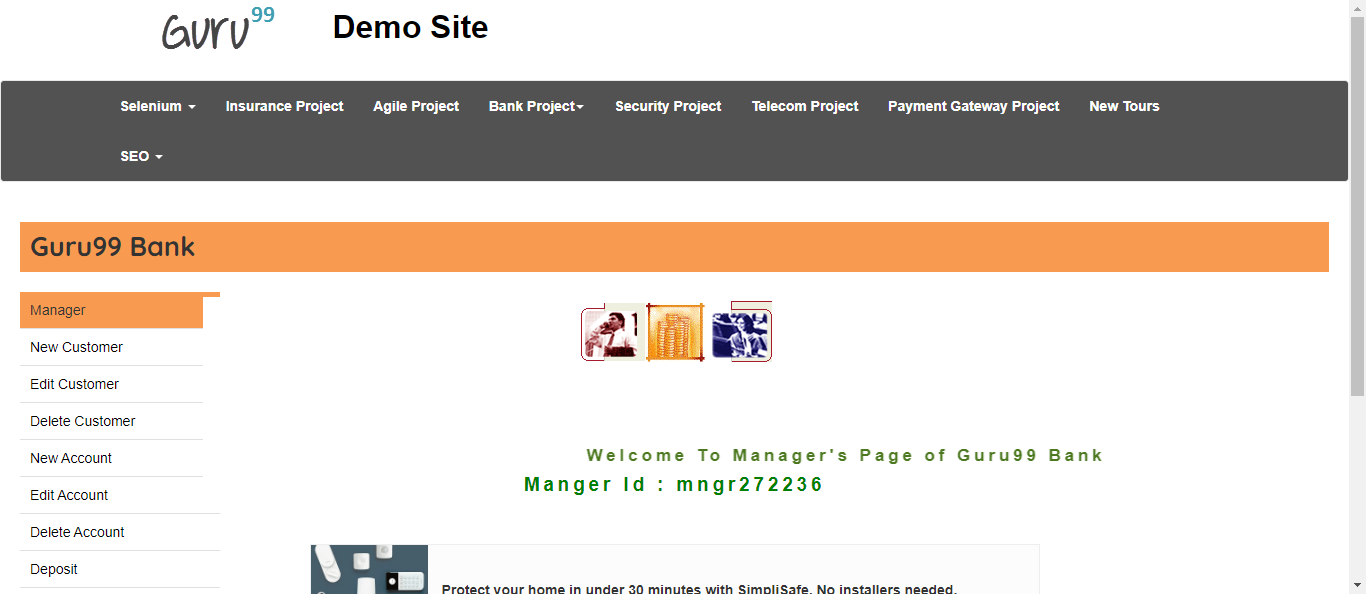 Guru99 Demo Site
Selenium Insurance Project Agile Project Bank Project Security Project Telecom Project Payment Gateway Project New Tours
SEO
Guru99 Bank
Manager
New Customer
Edit Customer
Delete Customer
New Account
Edit Account
Delete Account
Deposit
Welcome To Manager's Page of Guru99 Bank
Manger Id : mngr272236
Protect your home in under 30 minutes with SimpliSafe. No installers needed.